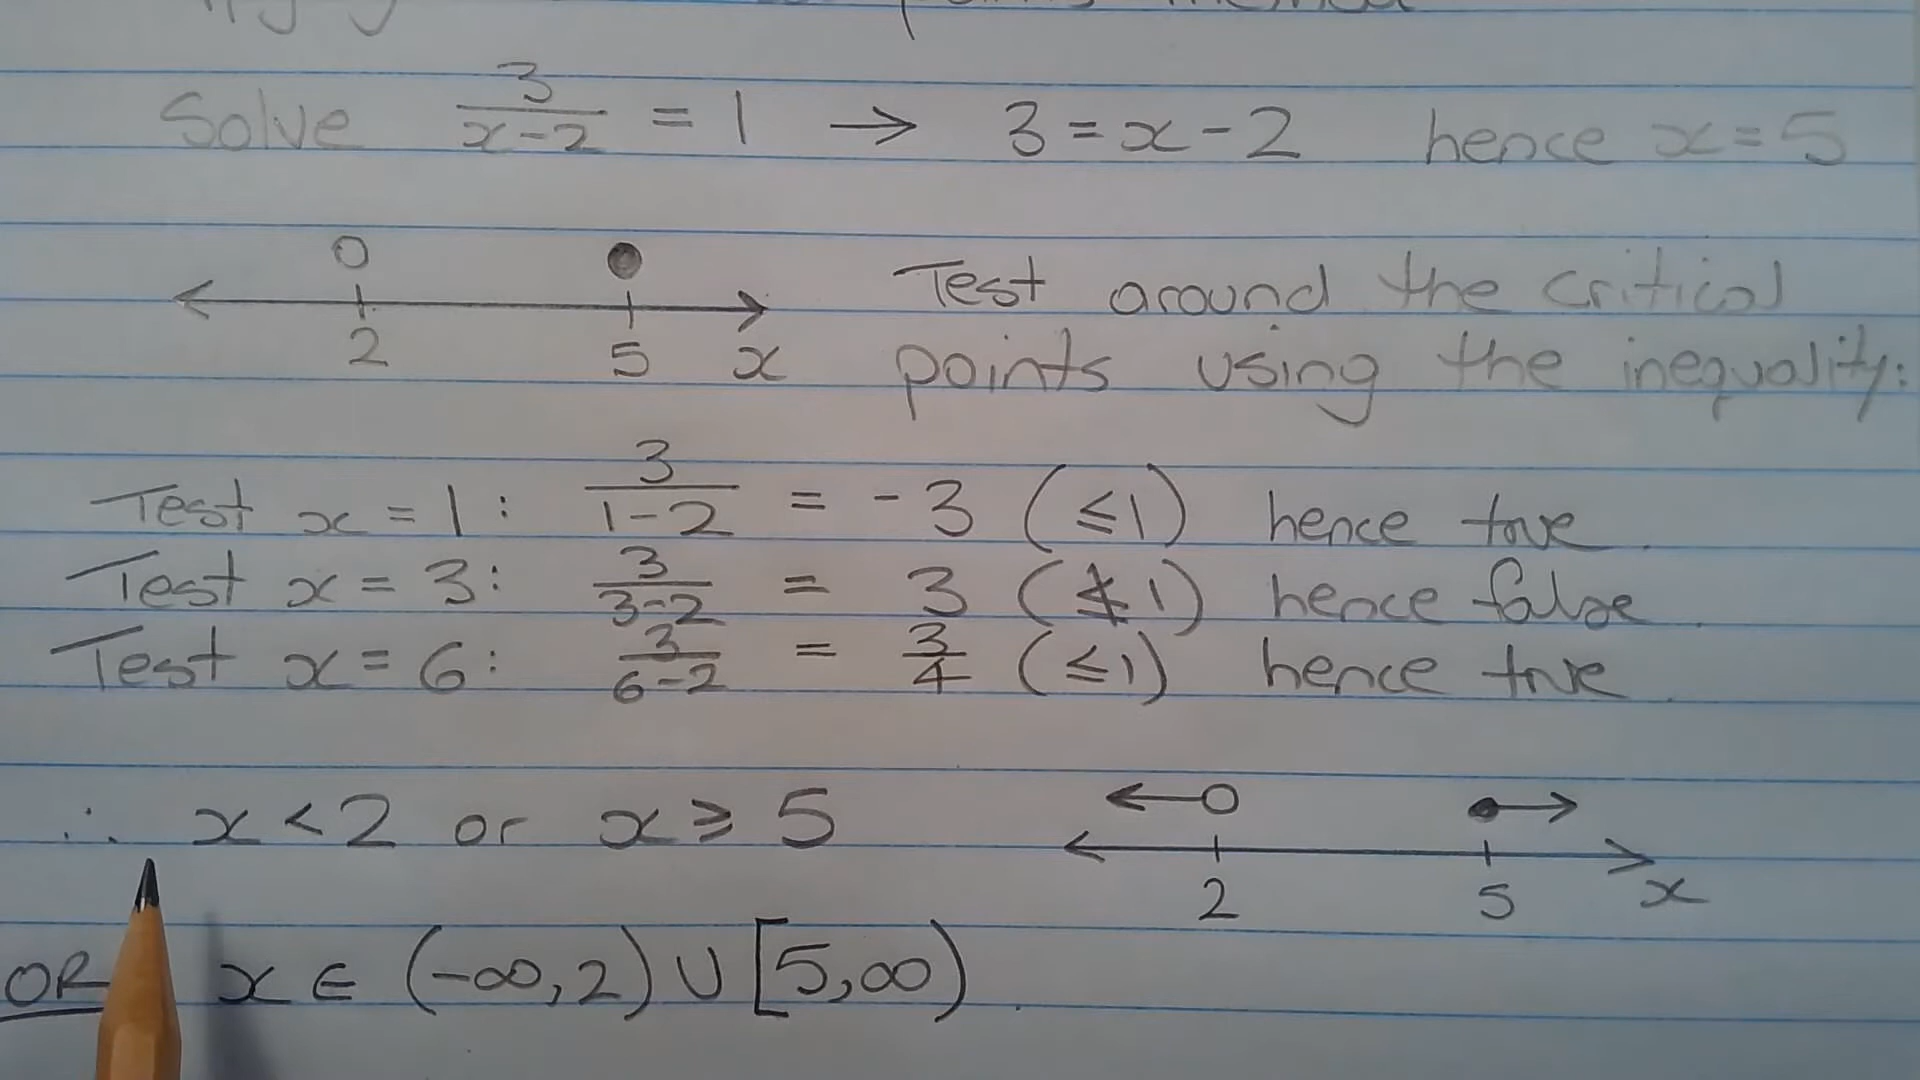 Solve 3/(x-2) = 1 → 3 = x - 2 hence x = 5
2 5 x
Test around the critical
points using the inequality:
Test x = 1: 3/(1-2) = -3 (≤1) hence true.
Test x = 3: 3/(3-2) = 3 (≰1) hence false.
Test x = 6: 3/(6-2) = 3/4 (≤1) hence true.
∴ x < 2 or x ≥ 5
2 5 x
OR x ∈ (-∞, 2) ∪ [5, ∞).